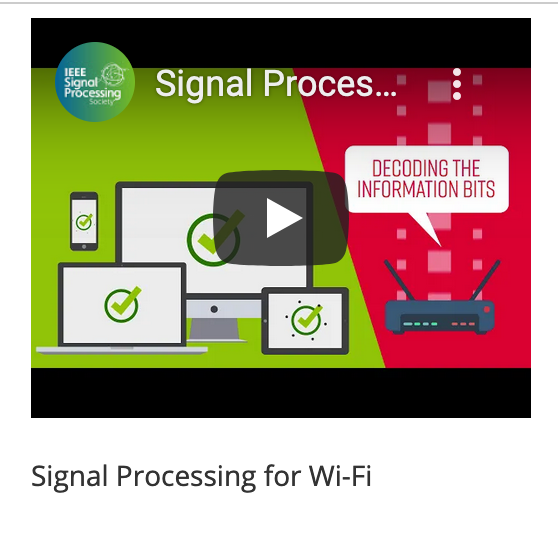 IEEE
Signal
Processing
Society
Signal Proces...
DECODING THE
INFORMATION BITS
Signal Processing for Wi-Fi